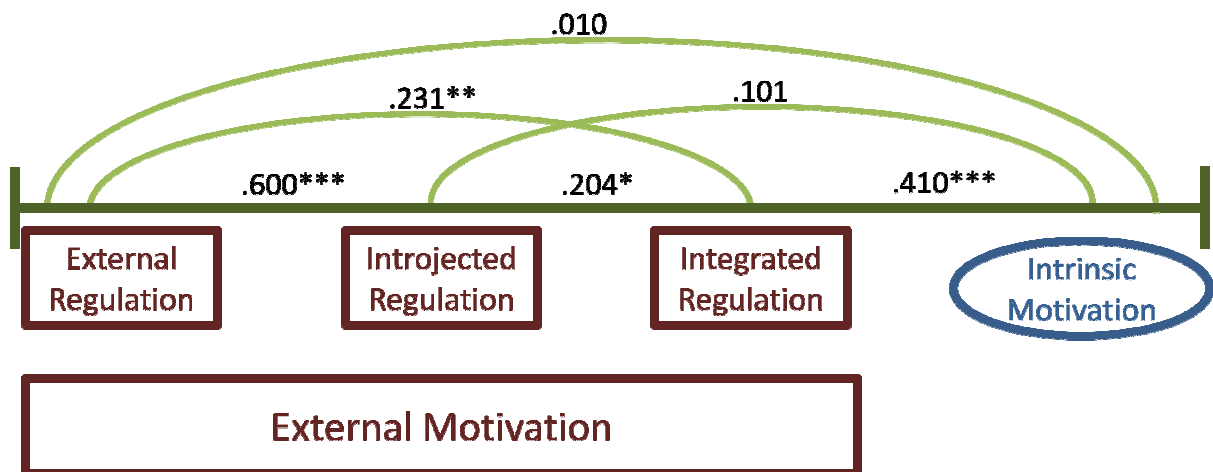 .010
.231**
.101
.600***
.204*
.410***
External
Regulation
Introjected
Regulation
Integrated
Regulation
Intrinsic
Motivation
External Motivation